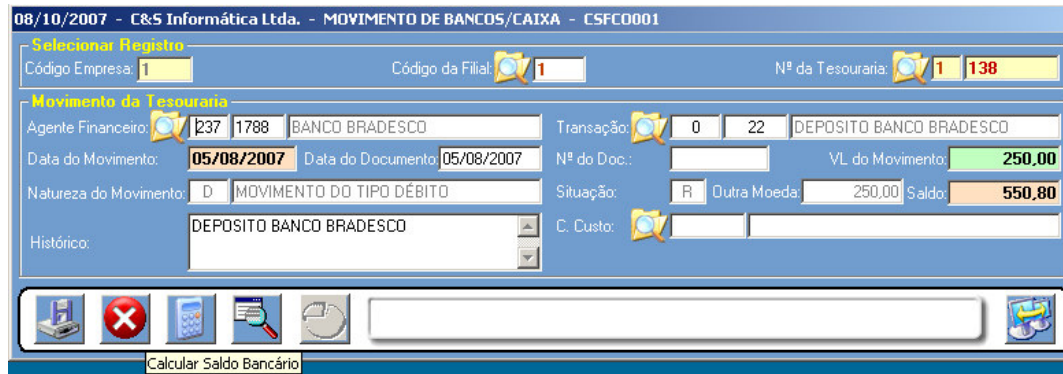 08/10/2007 - C&S Informática Ltda. - MOVIMENTO DE BANCOS/CAIXA - CSFCO001
Selecionar Registro
Código Empresa: 1 Código da Filial: 1 Nº da Tesouraria: 1 138
Movimento da Tesouraria
Agente Financeiro: 237 1788 BANCO BRADESCO Transação: 0 22 DEPOSITO BANCO BRADESCO
Data do Movimento: 05/08/2007 Data do Documento: 05/08/2007 Nº do Doc.: VL do Movimento: 250,00
Natureza do Movimento: D MOVIMENTO DO TIPO DÉBITO Situação: R Outra Moeda: 250,00 Saldo: 550,80
Histórico: DEPOSITO BANCO BRADESCO C. Custo:
Calcular Saldo Bancário